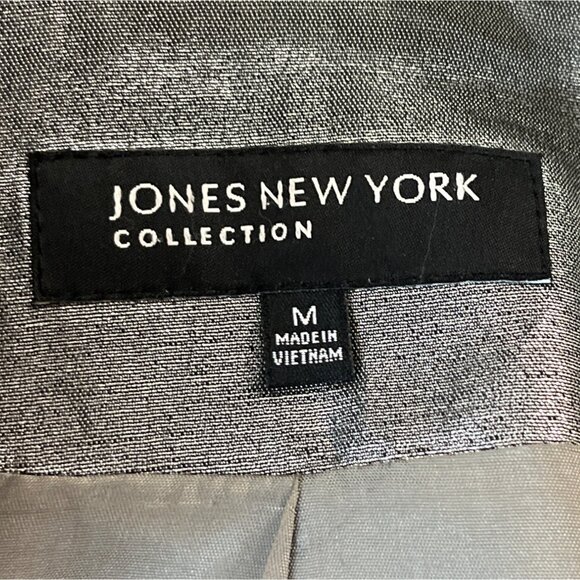 JONES NEW YORK
COLLECTION
M
MADE IN
VIETNAM